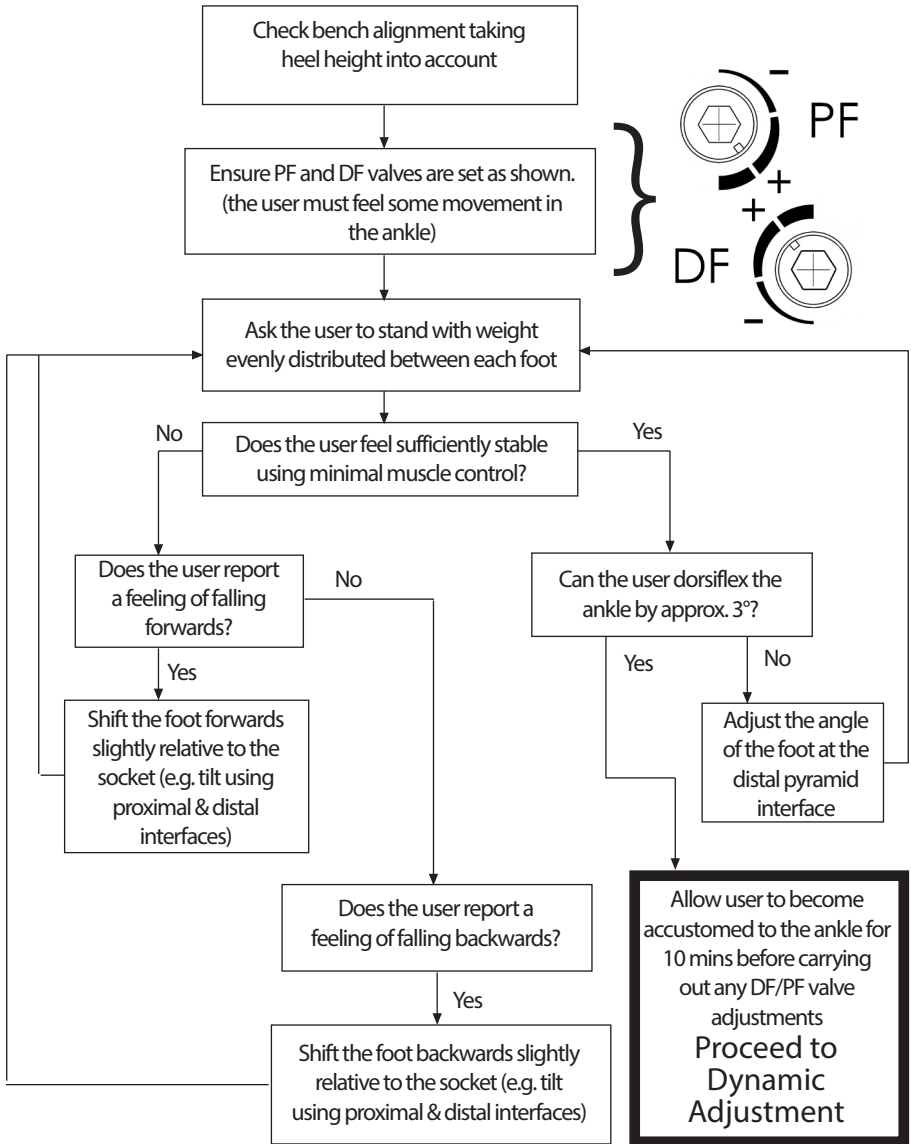 Check bench alignment taking
heel height into account
Ensure PF and DF valves are set as shown.
(the user must feel some movement in
the ankle)
-
PF
+
+
DF
-
Ask the user to stand with weight
evenly distributed between each foot
No
Does the user feel sufficiently stable
using minimal muscle control?
Yes
Does the user report
a feeling of falling
forwards?
No
Can the user dorsiflex the
ankle by approx. 3°?
Yes
Shift the foot forwards
slightly relative to the
socket (e.g. tilt using
proximal & distal
interfaces)
Yes
No
Adjust the angle
of the foot at the
distal pyramid
interface
Does the user report a
feeling of falling backwards?
Yes
Shift the foot backwards slightly
relative to the socket (e.g. tilt
using proximal & distal interfaces)
Allow user to become
accustomed to the ankle for
10 mins before carrying
out any DF/PF valve
adjustments
Proceed to
Dynamic
Adjustment